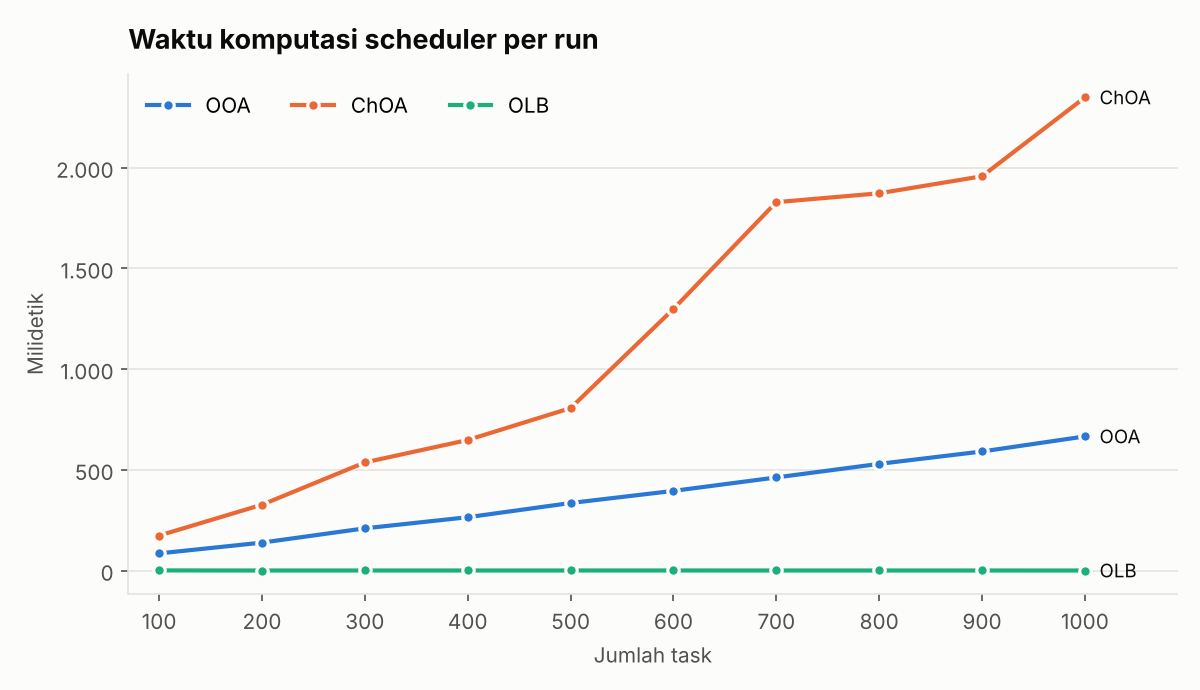 Waktu komputasi scheduler per run
OOA ChOA OLB
ChOA
2.000
1.500
1.000
500
0
Milidetik
OOA
OLB
100 200 300 400 500 600 700 800 900 1000
Jumlah task